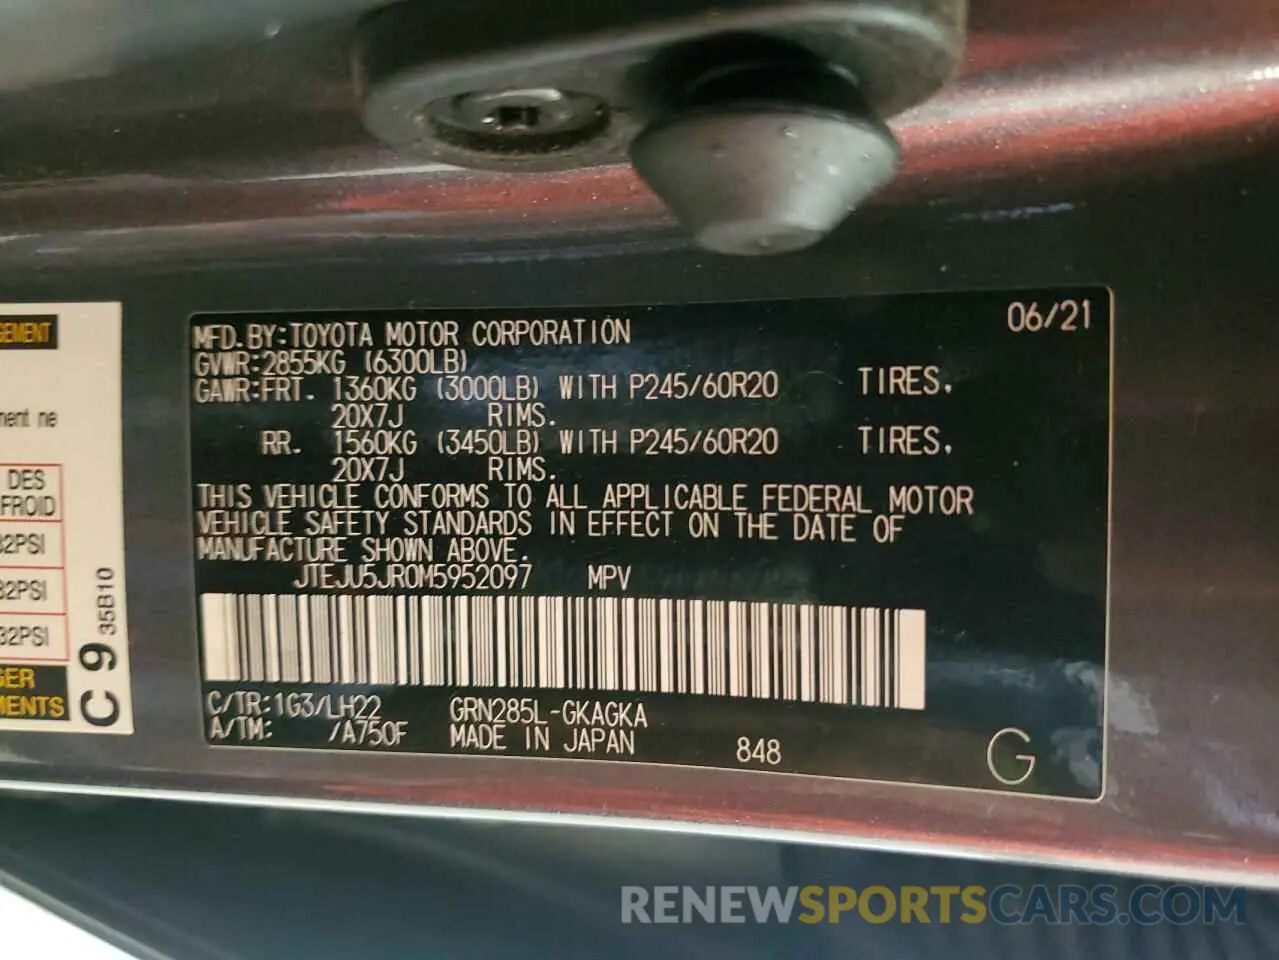 06/21
MFD. BY: TOYOTA MOTOR CORPORATION
GVWR: 2855KG (6300LB)
GAWR: FRT. 1360KG (3000LB) WITH P245/60R20 TIRES.
20X7J RIMS.
RR. 1560KG (3450LB) WITH P245/60R20 TIRES.
20X7J RIMS.
THIS VEHICLE CONFORMS TO ALL APPLICABLE FEDERAL MOTOR
VEHICLE SAFETY STANDARDS IN EFFECT ON THE DATE OF
MANUFACTURE SHOWN ABOVE.
JTEJU5JR0M5952097 MPV
C/TR: 1G3/LH22 GRN285L-GKAGKA
A/TM: /A750F MADE IN JAPAN 848 G
ne
DES
FROID
32PSI
32PSI
32PSI
C 9 35B10
RENEWSPORTSCARS.COM